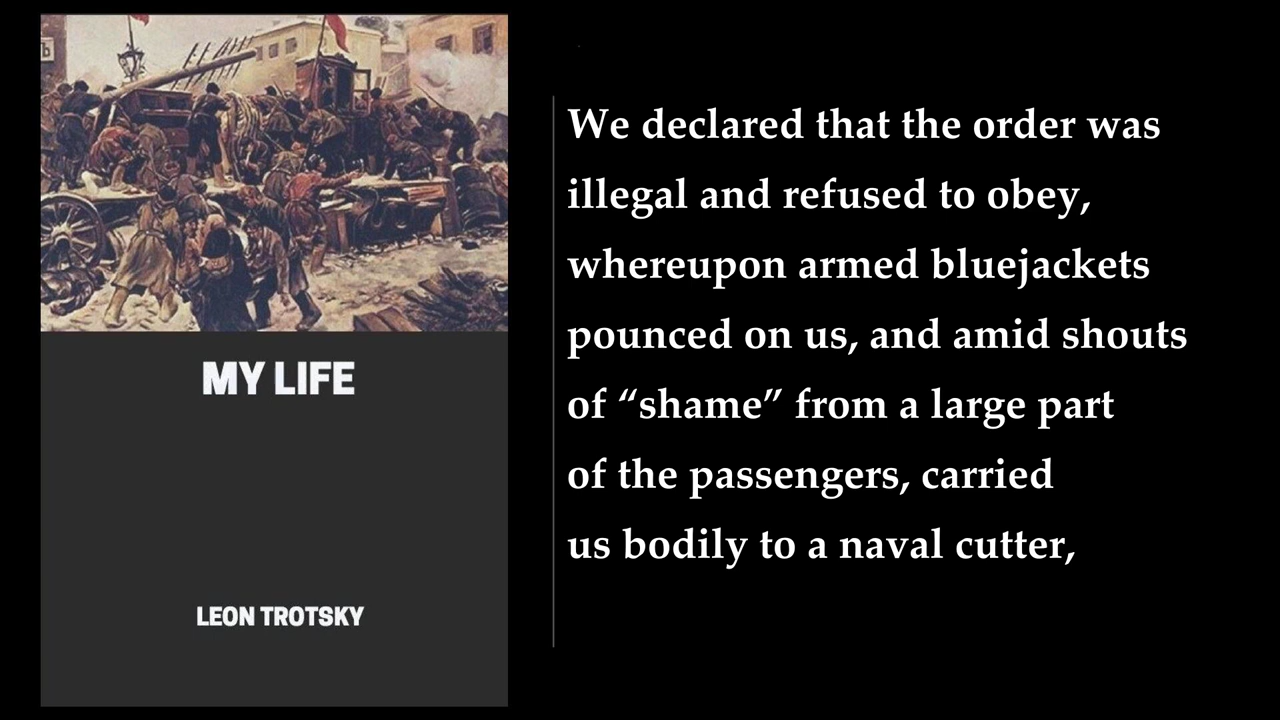 MY LIFE
LEON TROTSKY
We declared that the order was
illegal and refused to obey,
whereupon armed bluejackets
pounced on us, and amid shouts
of “shame” from a large part
of the passengers, carried
us bodily to a naval cutter,